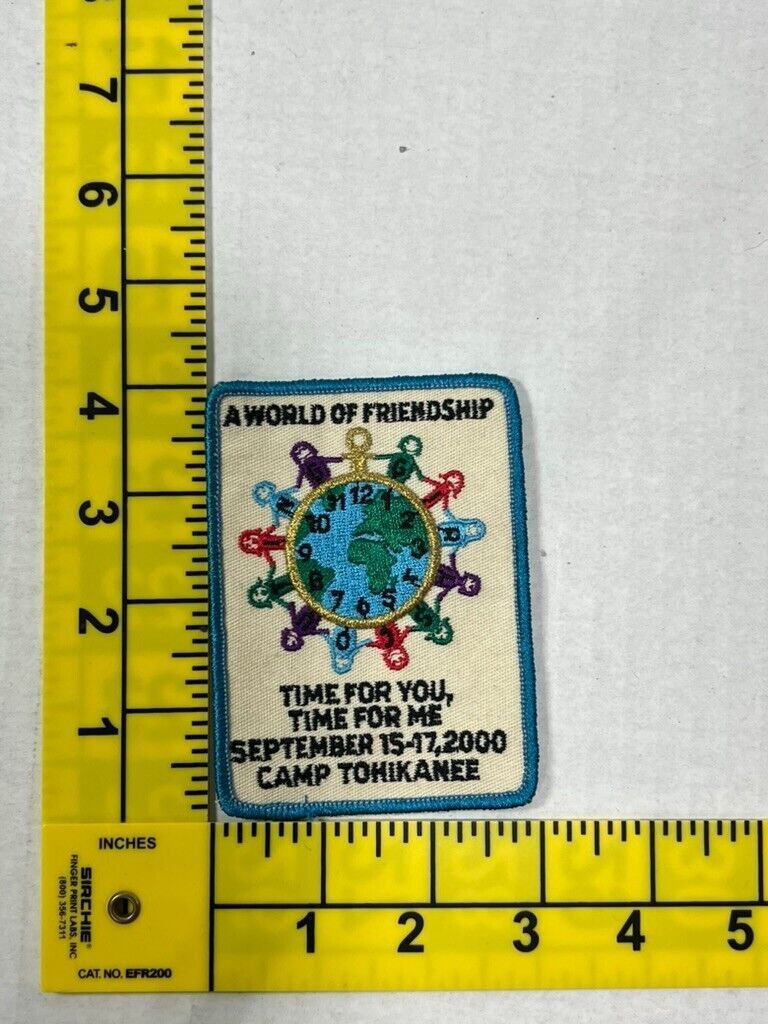 7
6
5
4
3
2
1
A WORLD OF FRIENDSHIP
12
1
2
3
4
5
6
7
8
9
10
11
TIME FOR YOU,
TIME FOR ME
SEPTEMBER 15-17, 2000
CAMP TOHIKANEE
INCHES
SIRCHIE®
FINGER PRINT LABS, INC
(800) 356-7311
CAT. NO. EFR200
1 2 3 4 5